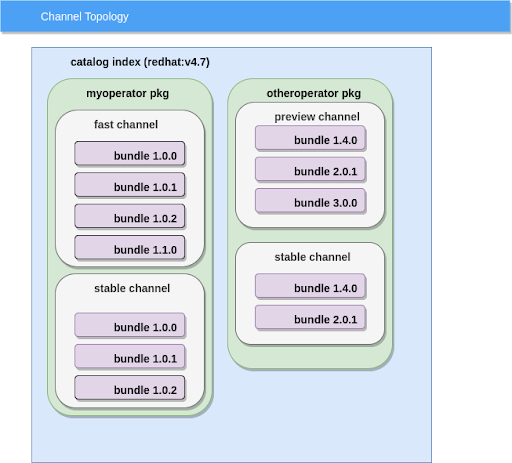 Channel Topology
catalog index (redhat:v4.7)
myoperator pkg
fast channel
bundle 1.0.0
bundle 1.0.1
bundle 1.0.2
bundle 1.1.0
stable channel
bundle 1.0.0
bundle 1.0.1
bundle 1.0.2
otheroperator pkg
preview channel
bundle 1.4.0
bundle 2.0.1
bundle 3.0.0
stable channel
bundle 1.4.0
bundle 2.0.1